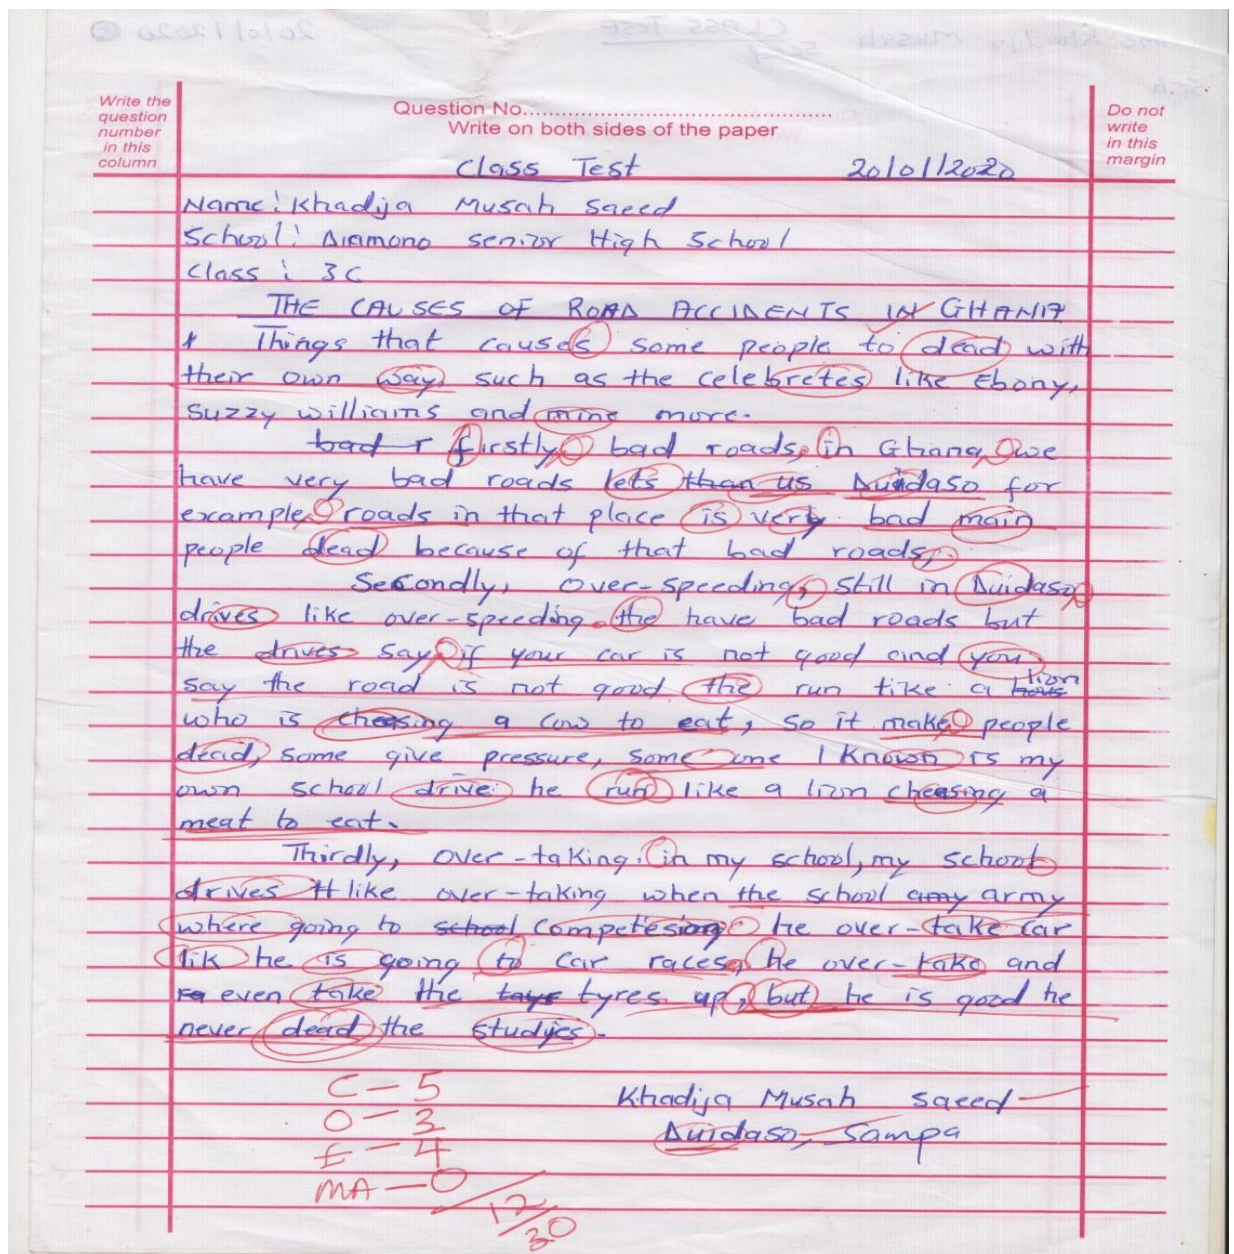 Write the question number in this column
Question No..........................................................
Write on both sides of the paper
Do not write in this margin
Class Test 20/01/2020
Name: Khadija Musah Saeed
School: Diamono Senior High School
Class : 3C
THE CAUSES OF ROAD ACCIDENTS IN GHANA
Things that causes some people to dead with
their own way, such as the celebretes like Ebony,
Suzzy williams and mine more.
bad r firstly, bad roads, in Ghana, we
have very bad roads lets than us Duidaso for
example, roads in that place is very bad main
people dead because of that bad roads,.
Secondly, over-speeding, still in Duidaso,
drives like over-speeding. the have bad roads but
the drives say, if your car is not good and you
say the road is not good the run like a lion
who is cheesing a cow to eat, so it make people
dead, some give pressure, some one I known is my
own school drive he run like a lion cheesing a
meat to eat.
Thirdly, over-taking. in my school, my school
drives like over-taking when the school amy army
where going to school competesiong. he over-take car
lik he is going to car races, he over-take and
even take the tyres up, but he is good he
never dead the studyies.
C - 5
O - 3
E - 4
MA - 0
12/30
Khadija Musah Saeed
Duidaso, Sampa